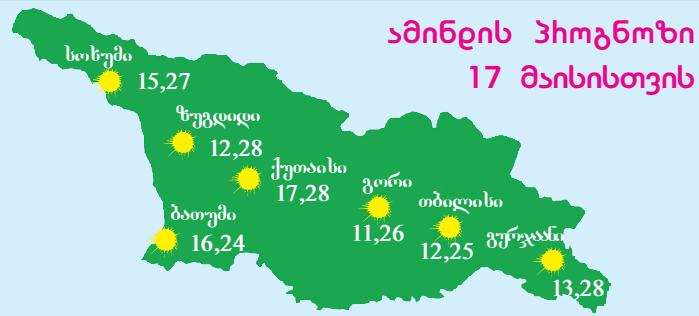 ამინდის პროგნოზი
17 მაისისთვის
სოხუმი
15,27
ზუგდიდი
12,28
ქუთაისი
17,28
ბათუმი
16,24
გორი
11,26
თბილისი
12,25
გურჯაანი
13,28